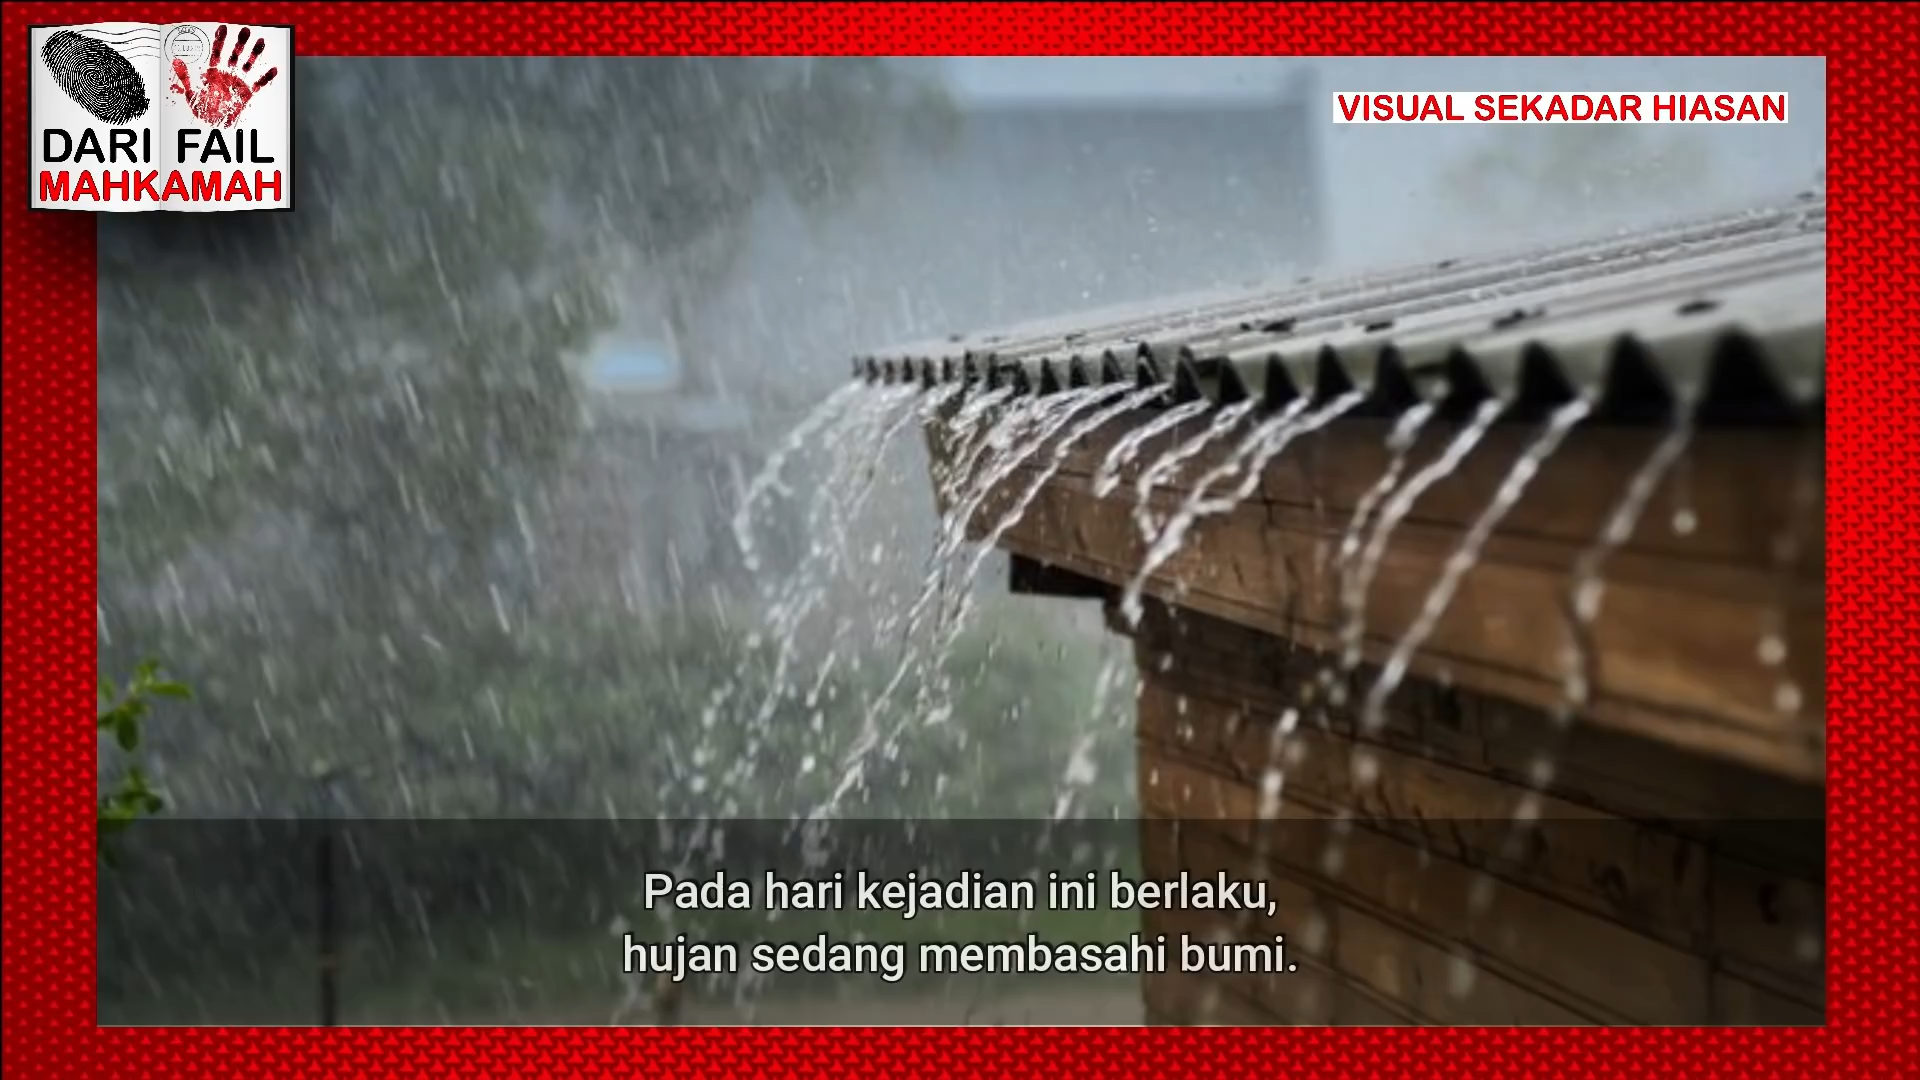 DARI FAIL
MAHKAMAH
VISUAL SEKADAR HIASAN
Pada hari kejadian ini berlaku,
hujan sedang membasahi bumi.